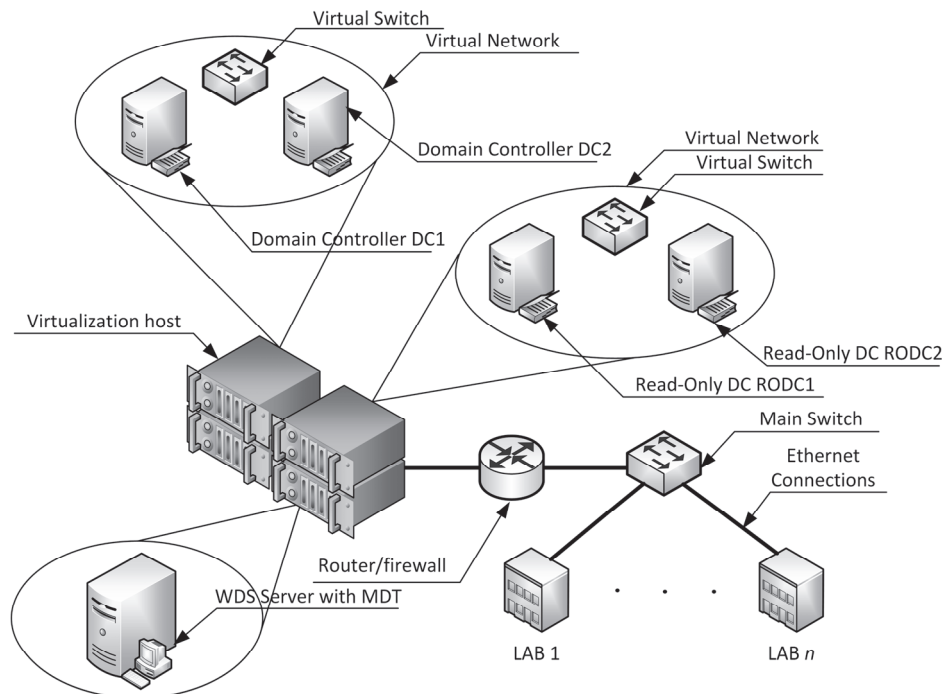 Virtual Switch
Virtual Network
Domain Controller DC2
Domain Controller DC1
Virtual Network
Virtual Switch
Virtualization host
Read-Only DC RODC2
Read-Only DC RODC1
Main Switch
Ethernet
Connections
Router/firewall
WDS Server with MDT
LAB 1
. . .
LAB n